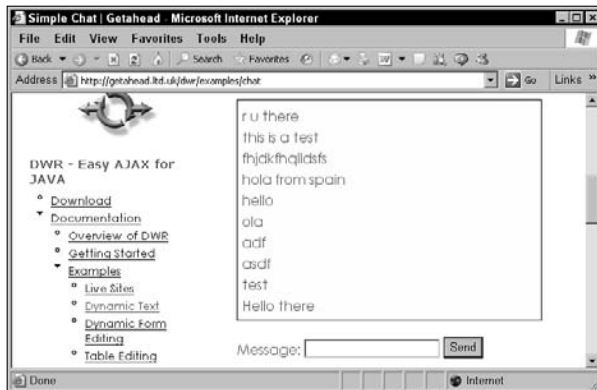 Simple Chat | Getahead - Microsoft Internet Explorer
File Edit View Favorites Tools Help
Back Search Favorites
Address http://getahead.ltd.uk/dwr/examples/chat Go Links »
DWR - Easy AJAX for
JAVA
Download
Documentation
Overview of DWR
Getting Started
Examples
Live Sites
Dynamic Text
Dynamic Form
Editing
Table Editing
r u there
this is a test
fhjdkfhqlldsfs
hola from spain
hello
ola
adf
asdf
test
Hello there
Message: Send
Done Internet